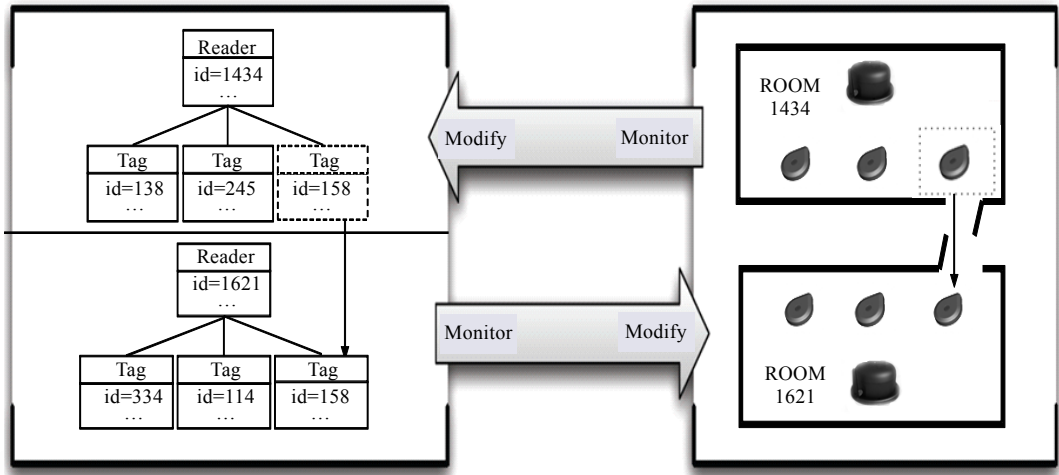 Reader
id=1434
…
Tag
id=138
…
Tag
id=245
…
Tag
id=158
…
Reader
id=1621
…
Tag
id=334
…
Tag
id=114
…
Tag
id=158
…
Modify
Monitor
Monitor
Modify
ROOM
1434
ROOM
1621